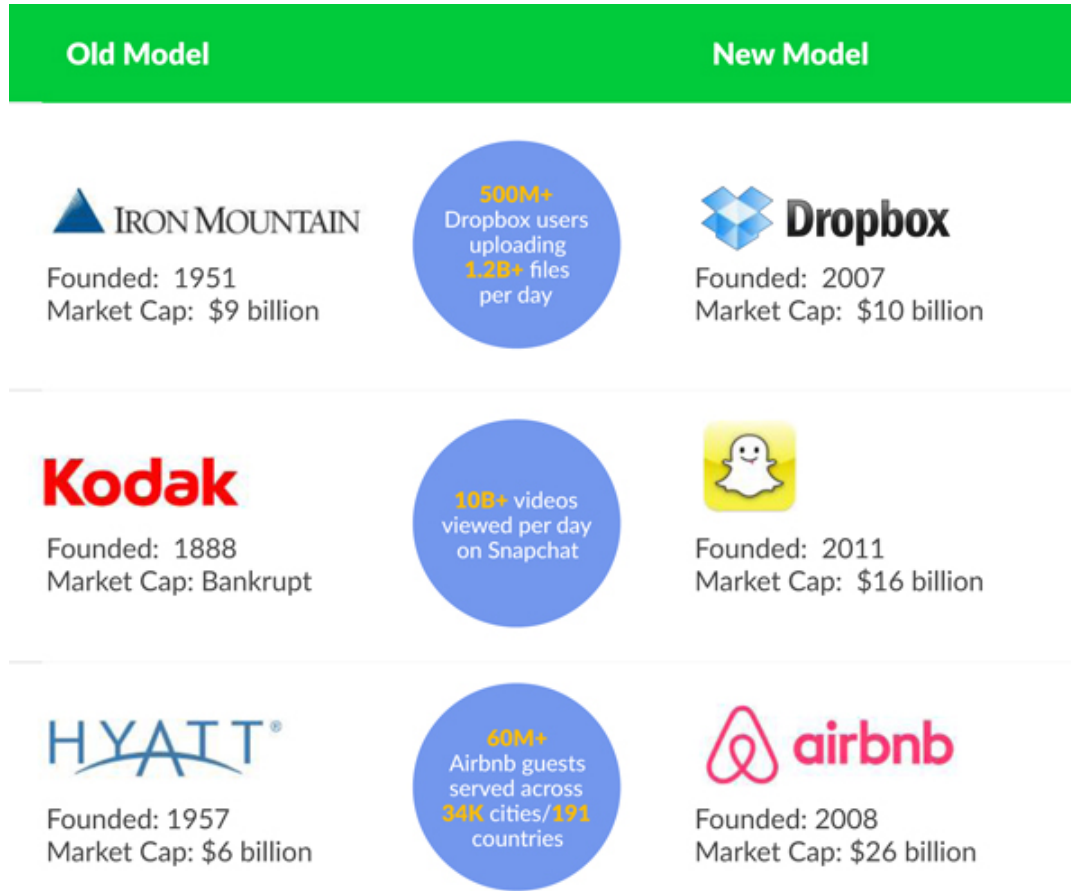 Old Model
New Model
IRON MOUNTAIN
Founded: 1951
Market Cap: $9 billion
500M+
Dropbox users
uploading
1.2B+ files
per day
Dropbox
Founded: 2007
Market Cap: $10 billion
Kodak
Founded: 1888
Market Cap: Bankrupt
10B+ videos
viewed per day
on Snapchat
Founded: 2011
Market Cap: $16 billion
HYATT®
Founded: 1957
Market Cap: $6 billion
60M+
Airbnb guests
served across
34K cities/191
countries
airbnb
Founded: 2008
Market Cap: $26 billion